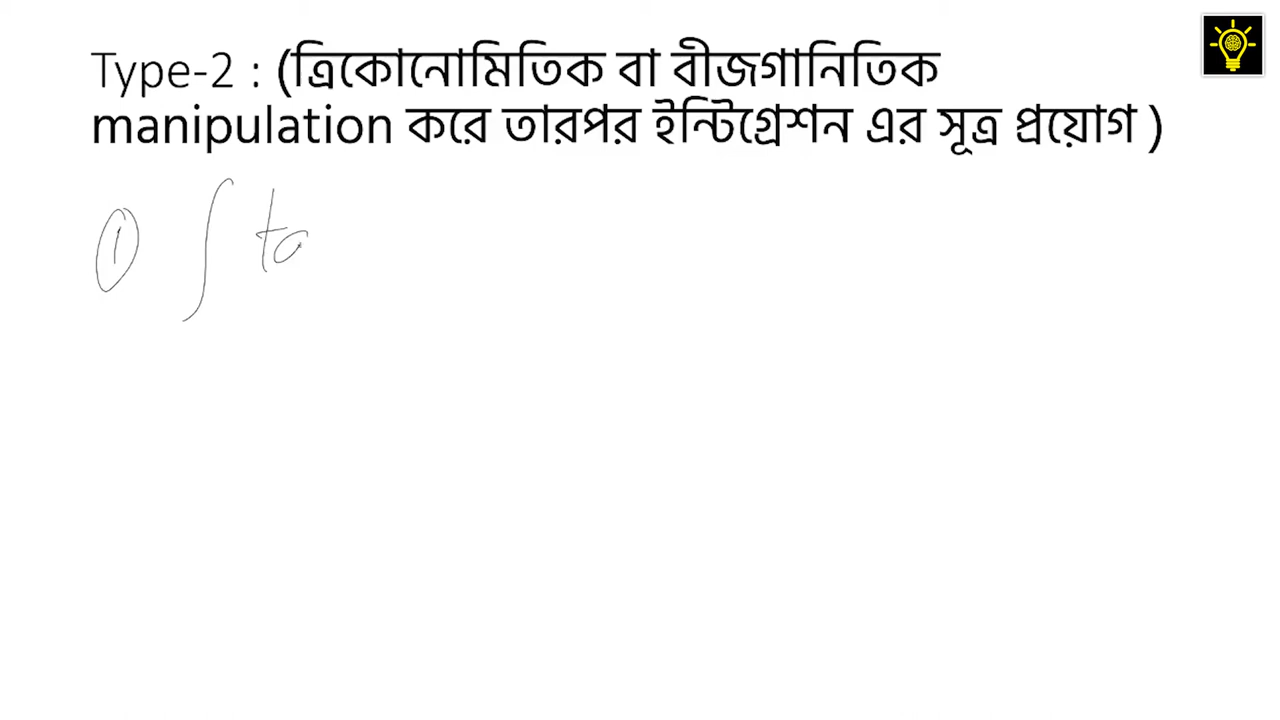 Type-2 : (ত্রিকোনোমিতিক বা বীজগানিতিক
manipulation করে তারপর ইন্টিগ্রেশন এর সূত্র প্রয়োগ )
① ∫ ta